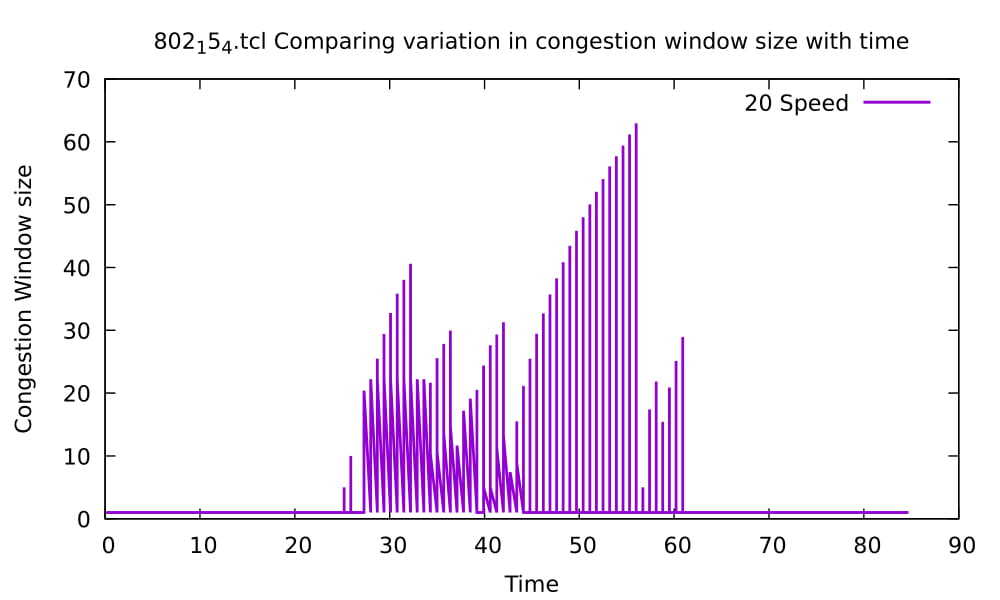 802₁5₄.tcl Comparing variation in congestion window size with time
20 Speed
Congestion Window size
70
60
50
40
30
20
10
0
0 10 20 30 40 50 60 70 80 90
Time